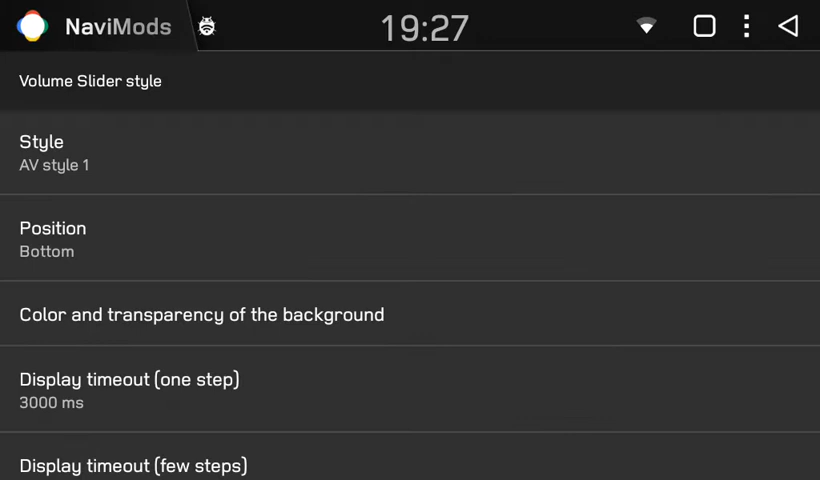 NaviMods
19:27
Volume Slider style
Style
AV style 1
Position
Bottom
Color and transparency of the background
Display timeout (one step)
3000 ms
Display timeout (few steps)